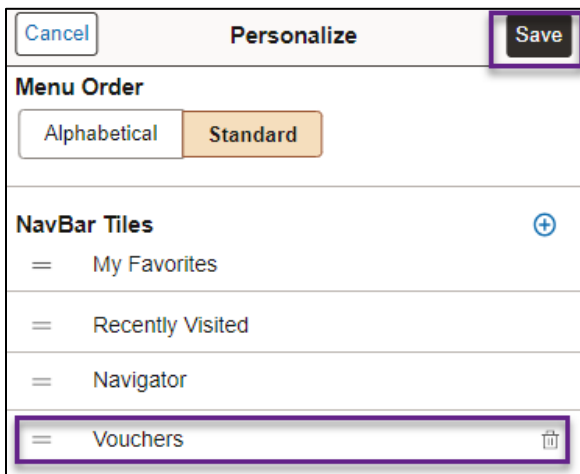 Cancel Personalize Save
Menu Order
Alphabetical Standard
NavBar Tiles
My Favorites
Recently Visited
Navigator
Vouchers